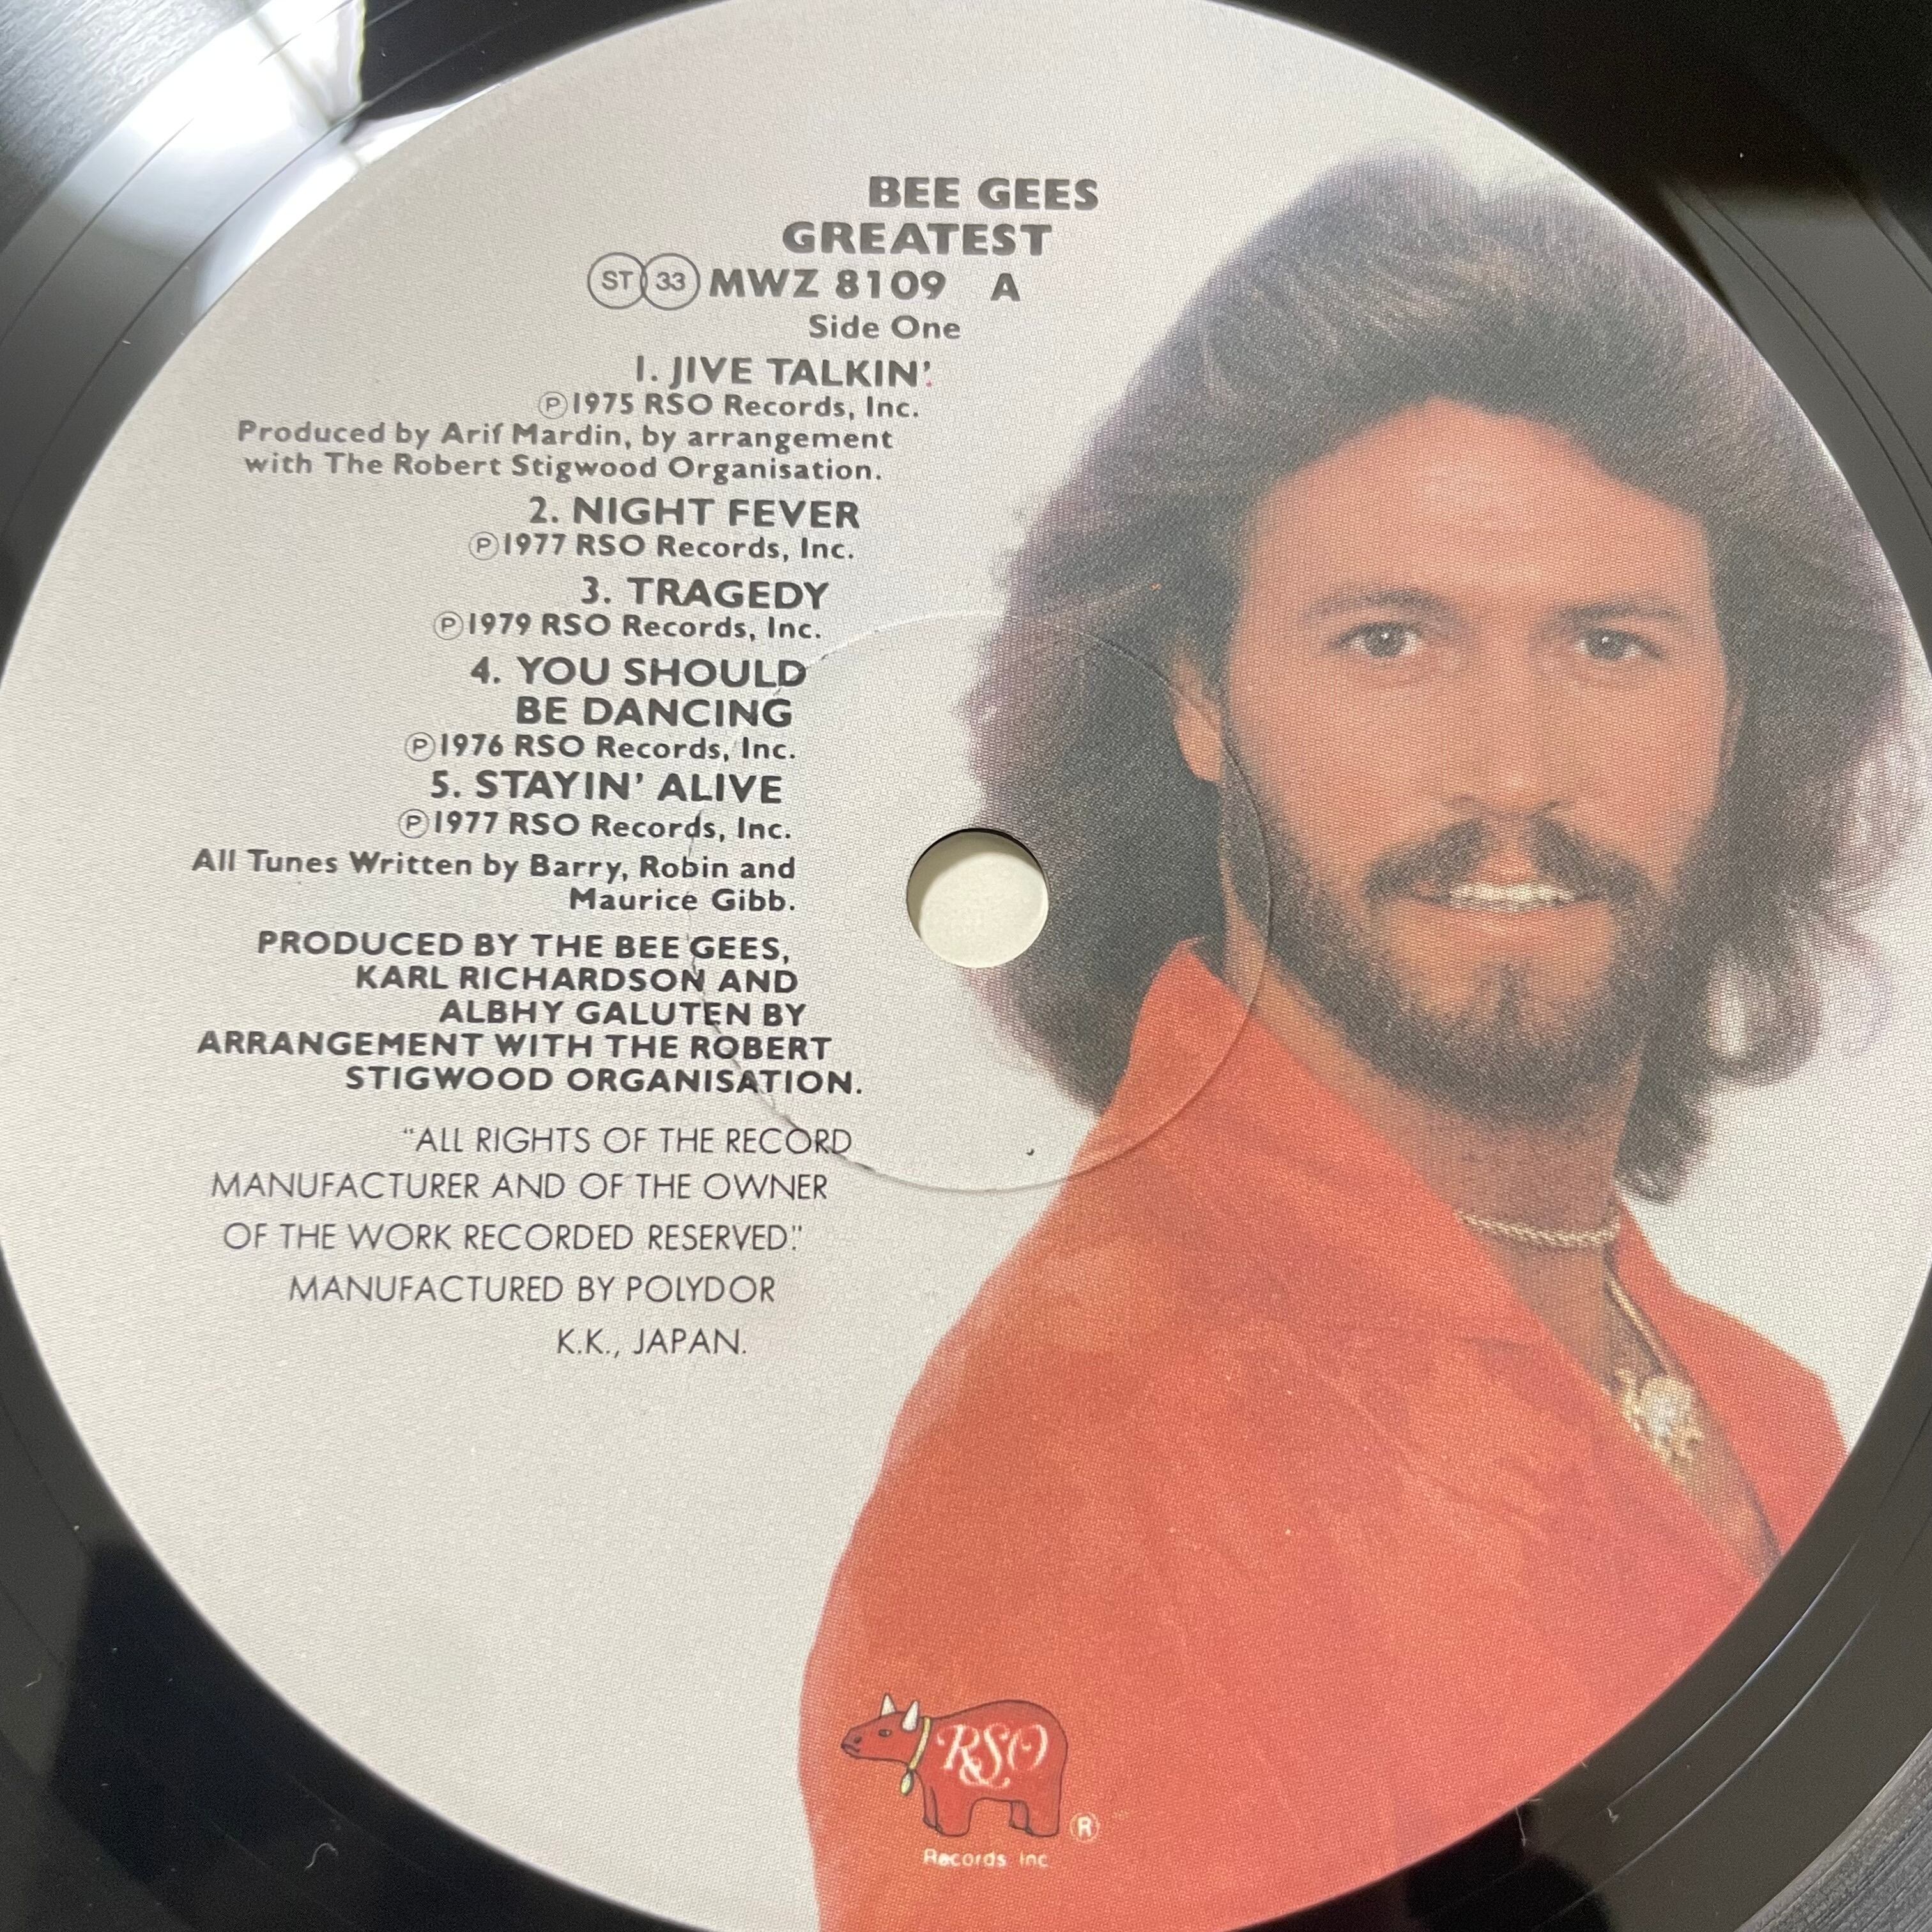 BEE GEES
GREATEST
ST 33 MWZ 8109 A
Side One
1. JIVE TALKIN'.
℗1975 RSO Records, Inc.
Produced by Arif Mardin, by arrangement
with The Robert Stigwood Organisation.
2. NIGHT FEVER
℗1977 RSO Records, Inc.
3. TRAGEDY
℗1979 RSO Records, Inc.
4. YOU SHOULD
BE DANCING
℗1976 RSO Records, Inc.
5. STAYIN' ALIVE
℗1977 RSO Records, Inc.
All Tunes Written by Barry, Robin and
Maurice Gibb.
PRODUCED BY THE BEE GEES,
KARL RICHARDSON AND
ALBHY GALUTEN BY
ARRANGEMENT WITH THE ROBERT
STIGWOOD ORGANISATION.
"ALL RIGHTS OF THE RECORD
MANUFACTURER AND OF THE OWNER
OF THE WORK RECORDED RESERVED."
MANUFACTURED BY POLYDOR
K.K., JAPAN.
RSO
®
Records Inc